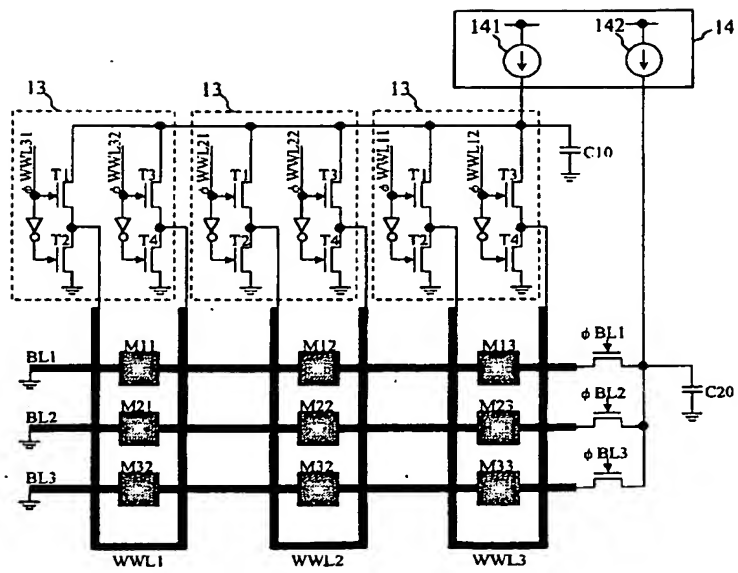 141 142 14
13 13 13
φWWL31 φWWL32 φWWL21 φWWL22 φWWL11 φWWL12
C10
T1 T3 T1 T3 T1 T3
T2 T4 T2 T4 T2 T4
BL1 M11 M12 M13 φBL1
C20
BL2 M21 M22 M23 φBL2
BL3 M32 M32 M33 φBL3
WWL1 WWL2 WWL3